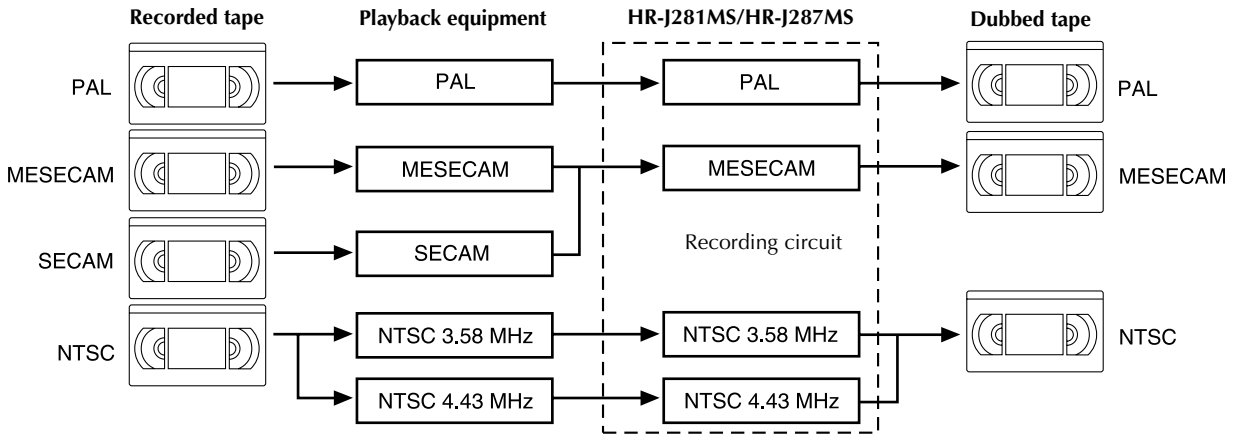 Recorded tape
Playback equipment
HR-J281MS/HR-J287MS
Dubbed tape
PAL
PAL
PAL
PAL
MESECAM
MESECAM
MESECAM
MESECAM
SECAM
SECAM
Recording circuit
NTSC
NTSC 3.58 MHz
NTSC 3.58 MHz
NTSC
NTSC 4.43 MHz
NTSC 4.43 MHz